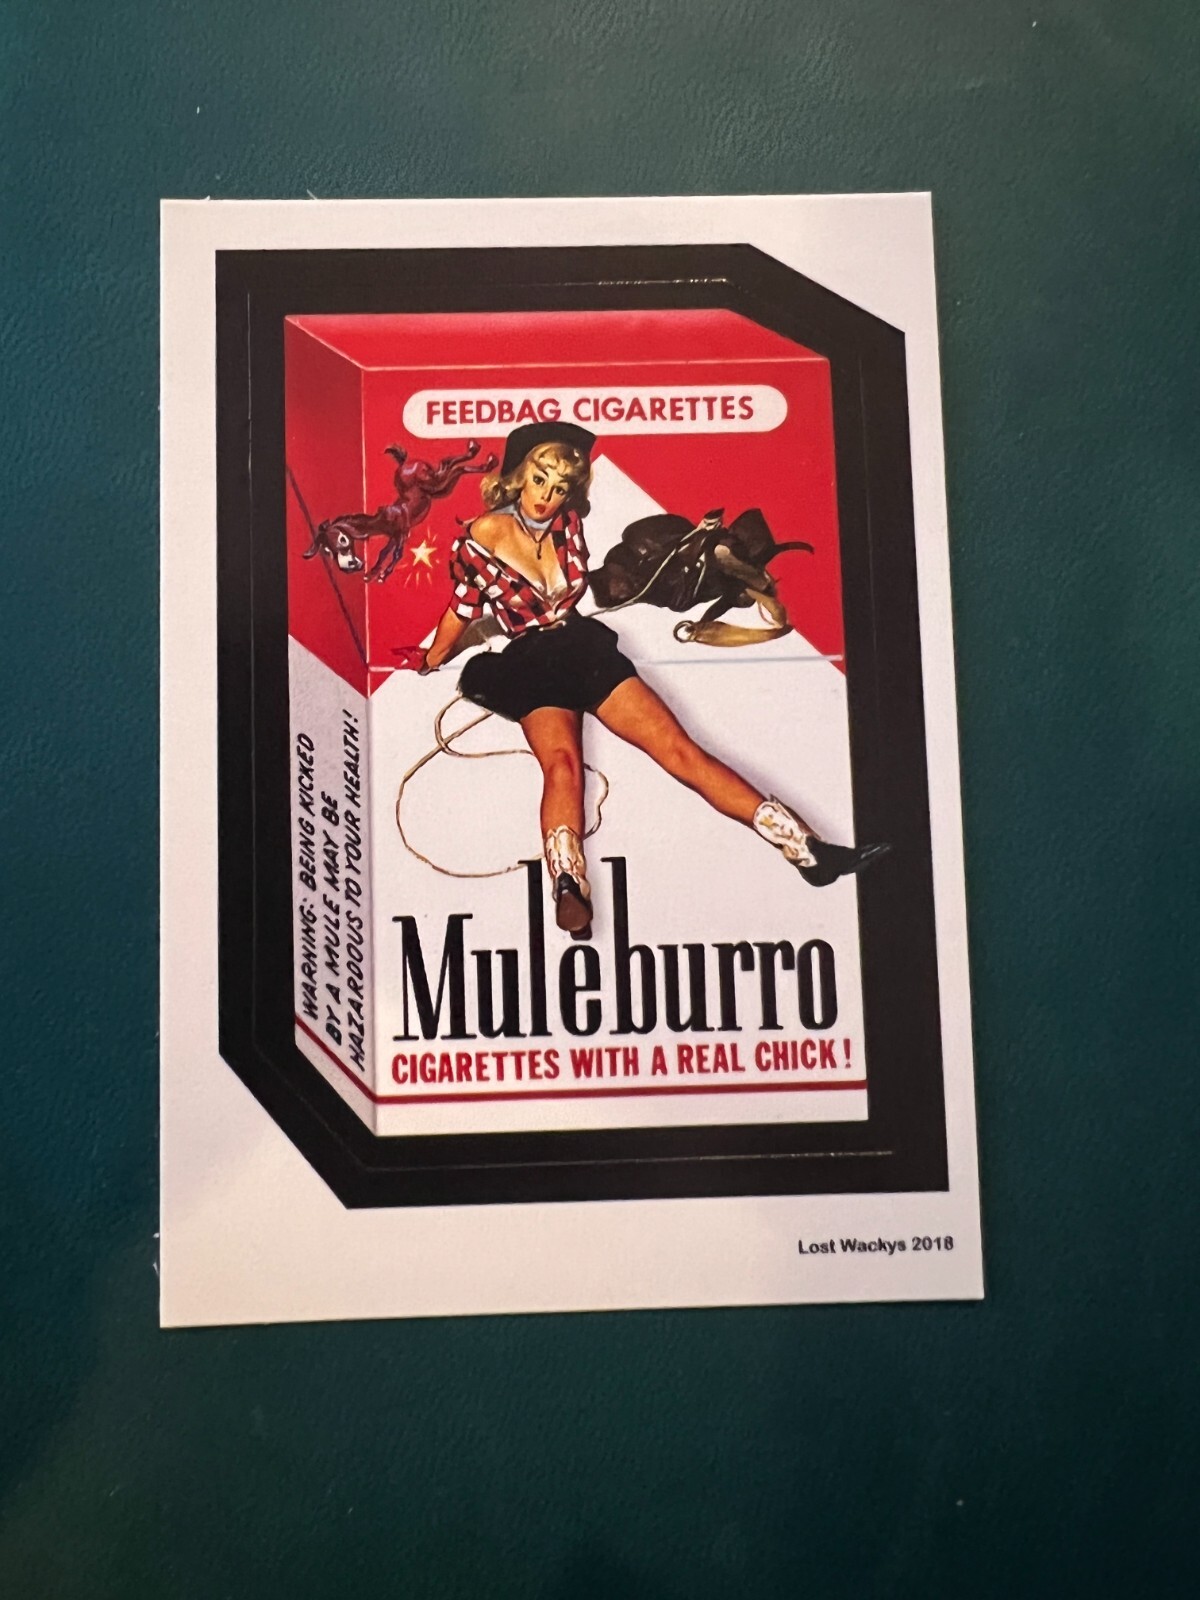 FEEDBAG CIGARETTES
WARNING: BEING KICKED
BY A MULE MAY BE
HAZARDOUS TO YOUR HEALTH!
Muleburro
CIGARETTES WITH A REAL CHICK!
Lost Wackys 2018